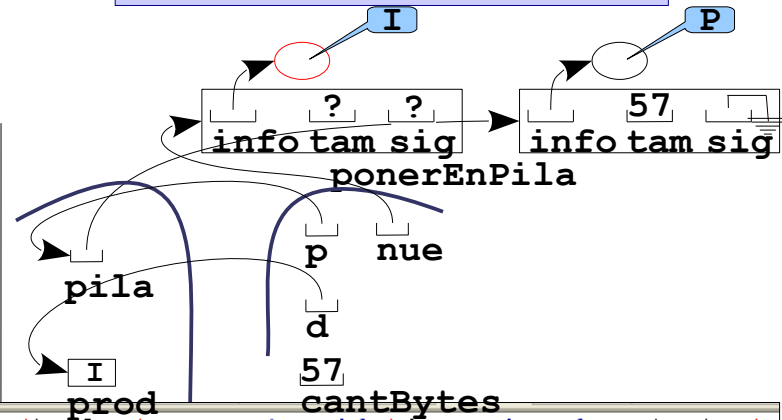 I P
? ? 57
info tam sig info tam sig
ponerEnPila
p nue
pila
d
I 57
prod cantBytes